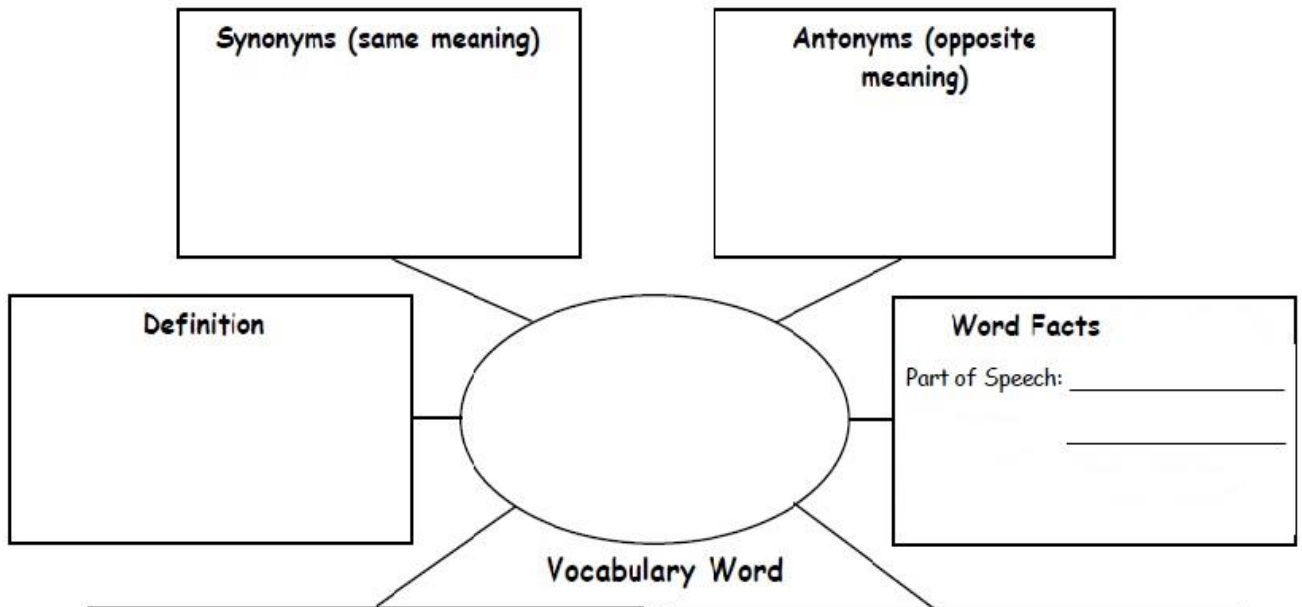 Synonyms (same meaning)
Antonyms (opposite
meaning)
Definition
Word Facts
Part of Speech:
Vocabulary Word